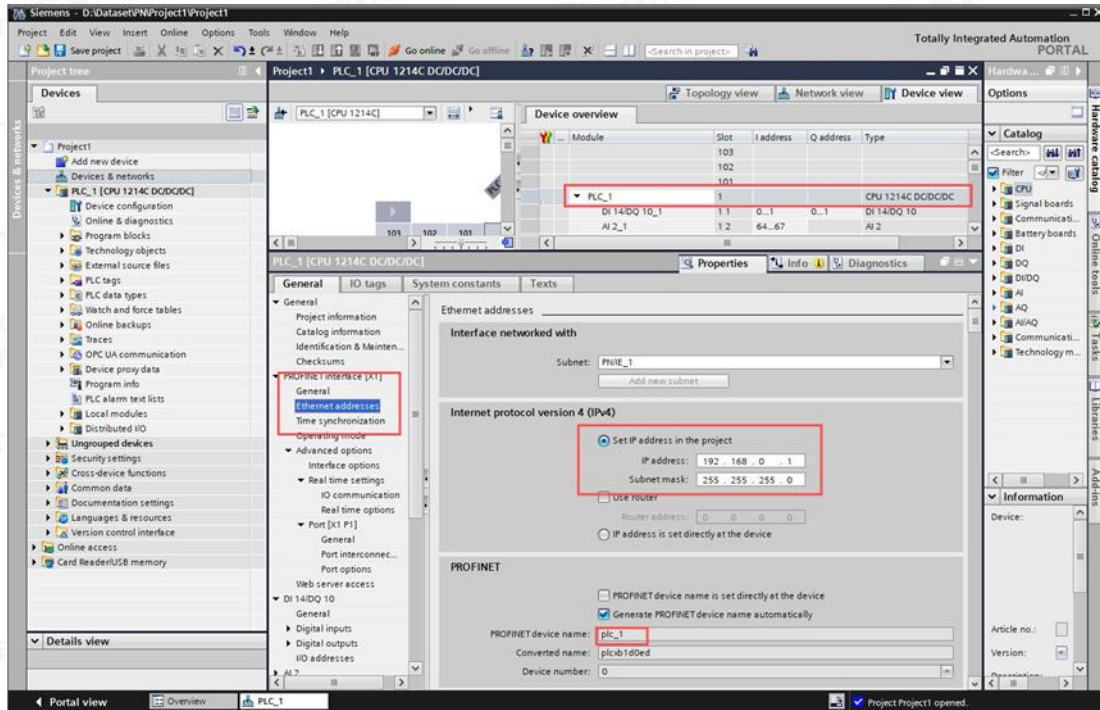 Siemens - D:\Dataset\PN\Project1\Project1
Project Edit View Insert Online Options Tools Window Help
Totally Integrated Automation
PORTAL
Save project Go online Go offline <Search in project>
Project tree
Devices
Project1
Add new device
Devices & networks
PLC_1 [CPU 1214C DC/DC/DC]
Device configuration
Online & diagnostics
Program blocks
Technology objects
External source files
PLC tags
PLC data types
Watch and force tables
Online backups
Traces
OPC UA communication
Device proxy data
Program info
PLC alarm text lists
Local modules
Distributed I/O
Ungrouped devices
Security settings
Cross-device functions
Common data
Documentation settings
Languages & resources
Version control interface
Online access
Card Reader/USB memory
Details view
Devices & networks
Project1 PLC_1 [CPU 1214C DC/DC/DC]
Topology view Network view Device view
PLC_1 [CPU 1214C]
103 102 101
Device overview
... Module Slot I address Q address Type
103
102
101
PLC_1 1 CPU 1214C DC/DC/DC
DI 14/DQ 10_1 1 1 0...1 0...1 DI 14/DQ 10
AI 2_1 1 2 64...67 AI 2
PLC_1 [CPU 1214C DC/DC/DC]
Properties Info Diagnostics
General IO tags System constants Texts
General
Project information
Catalog information
Identification & Mainten...
Checksums
PROFINET interface [X1]
General
Ethernet addresses
Time synchronization
Operating mode
Advanced options
Interface options
Real time settings
IO communication
Real time options
Port [X1 P1]
General
Port interconnec...
Port options
Web server access
DI 14/DQ 10
General
Digital inputs
Digital outputs
I/O addresses
AI 2
Ethernet addresses
Interface networked with
Subnet: PN/IE_1
Add new subnet
Internet protocol version 4 (IPv4)
Set IP address in the project
IP address: 192 . 168 . 0 . 1
Subnet mask: 255 . 255 . 255 . 0
Use router
Router address: 0 . 0 . 0 . 0
IP address is set directly at the device
PROFINET
PROFINET device name is set directly at the device
Generate PROFINET device name automatically
PROFINET device name: plc_1
Converted name: plcxb1d0ed
Device number: 0
Hardwa...
Options
Catalog
<Search>
Filter
CPU
Signal boards
Communicati...
Battery boards
DI
DQ
DI/DQ
AI
AQ
AI/AQ
Communicati...
Technology m...
Information
Device:
Article no.:
Version:
Hardware catalog
Online tools
Tasks
Libraries
Add-ins
Portal view Overview PLC_1 Project Project1 opened.